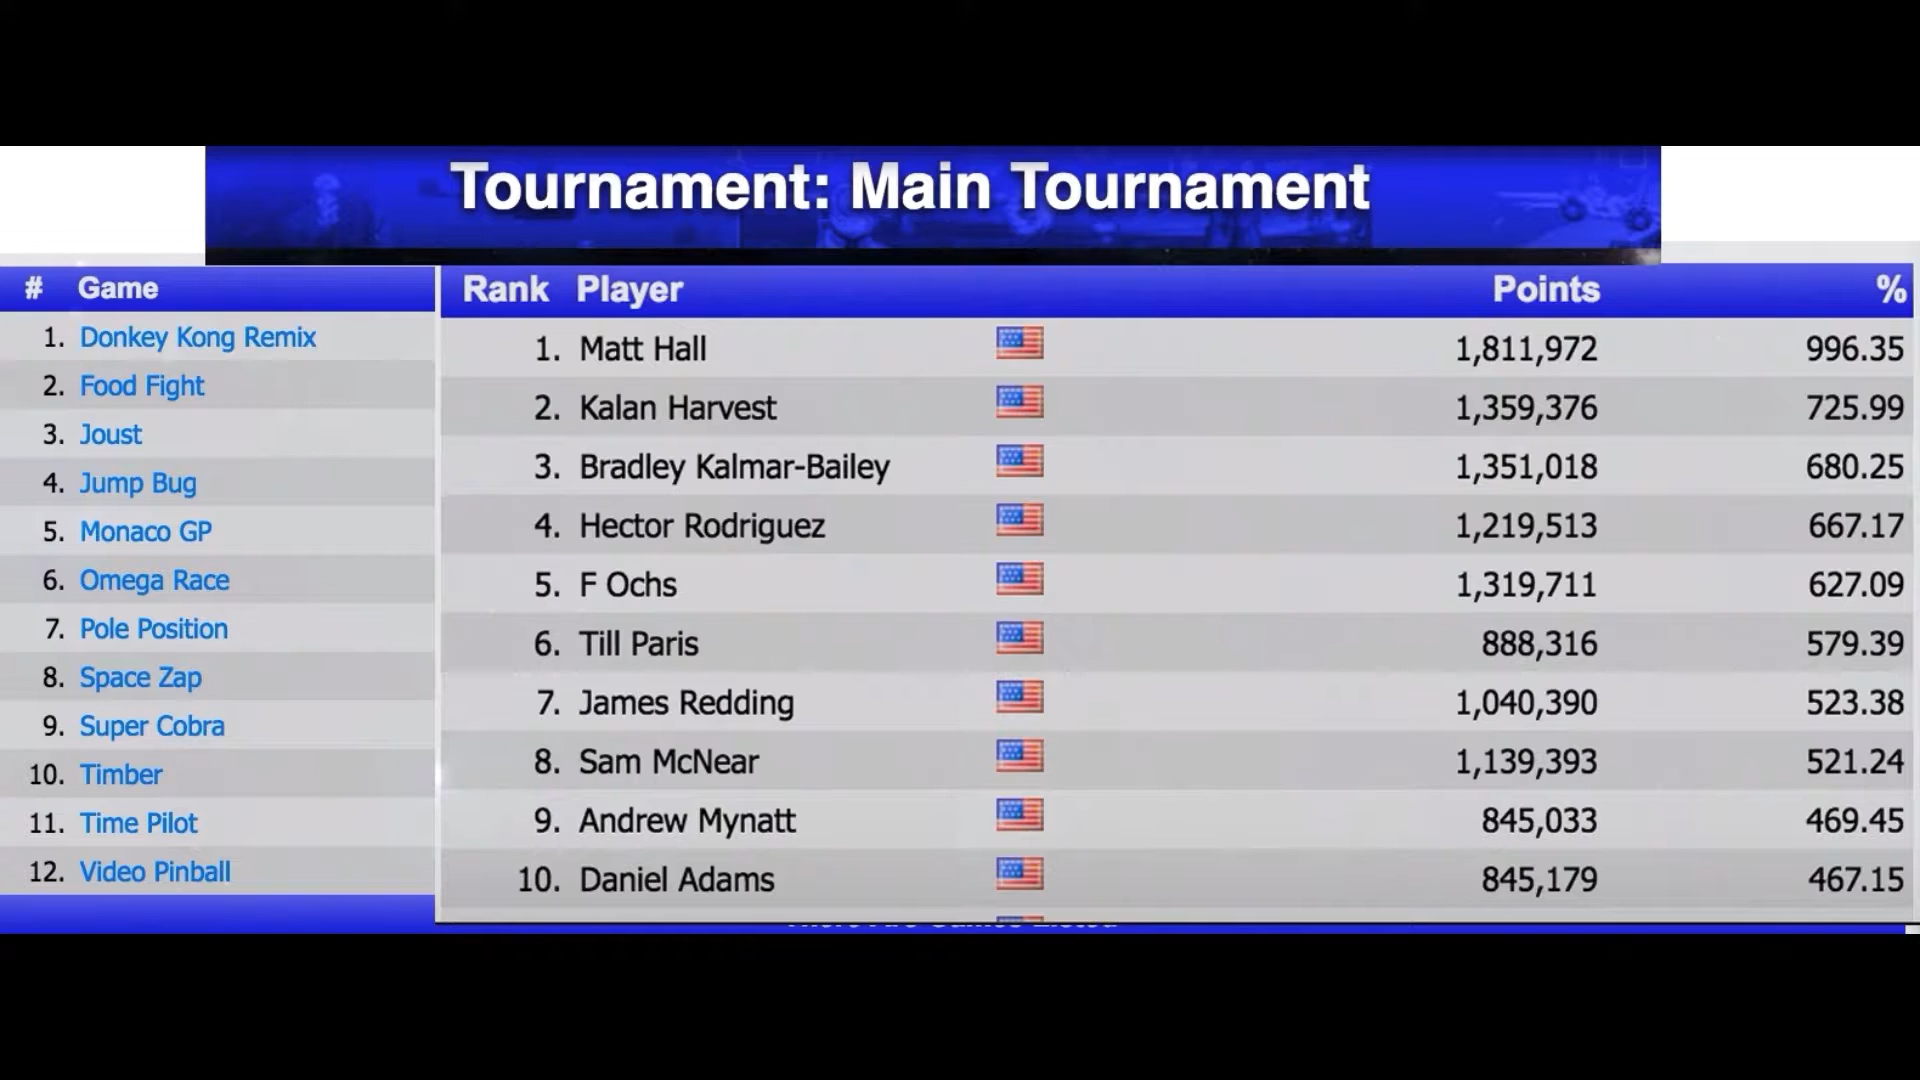 Tournament: Main Tournament
# Game
1. Donkey Kong Remix
2. Food Fight
3. Joust
4. Jump Bug
5. Monaco GP
6. Omega Race
7. Pole Position
8. Space Zap
9. Super Cobra
10. Timber
11. Time Pilot
12. Video Pinball
Rank Player Points %
1. Matt Hall 1,811,972 996.35
2. Kalan Harvest 1,359,376 725.99
3. Bradley Kalmar-Bailey 1,351,018 680.25
4. Hector Rodriguez 1,219,513 667.17
5. F Ochs 1,319,711 627.09
6. Till Paris 888,316 579.39
7. James Redding 1,040,390 523.38
8. Sam McNear 1,139,393 521.24
9. Andrew Mynatt 845,033 469.45
10. Daniel Adams 845,179 467.15